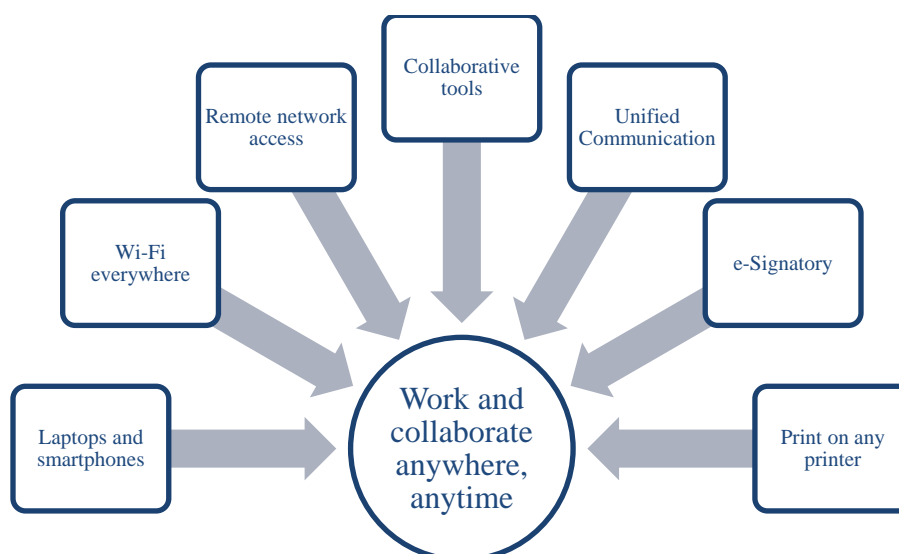 Collaborative
tools
Remote network
access
Unified
Communication
Wi-Fi
everywhere
e-Signatory
Work and
collaborate
anywhere,
anytime
Laptops and
smartphones
Print on any
printer